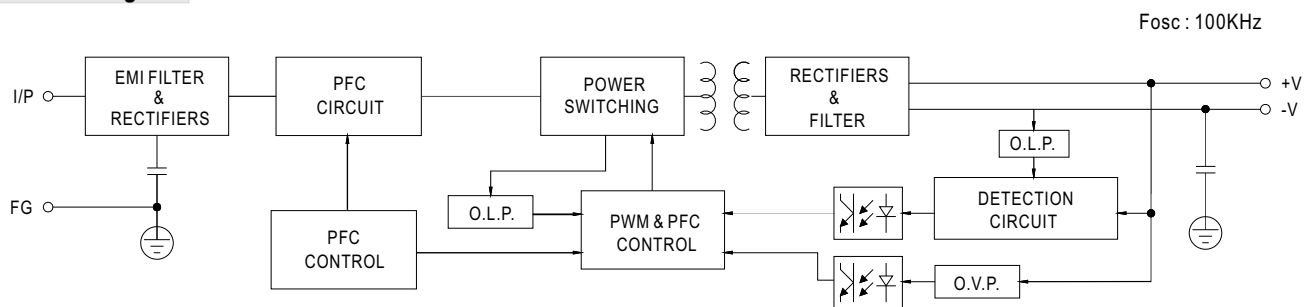 Fosc : 100KHz
I/P
EMI FILTER
&
RECTIFIERS
PFC
CIRCUIT
POWER
SWITCHING
RECTIFIERS
&
FILTER
+V
-V
O.L.P.
FG
O.L.P.
DETECTION
CIRCUIT
PFC
CONTROL
PWM & PFC
CONTROL
O.V.P.